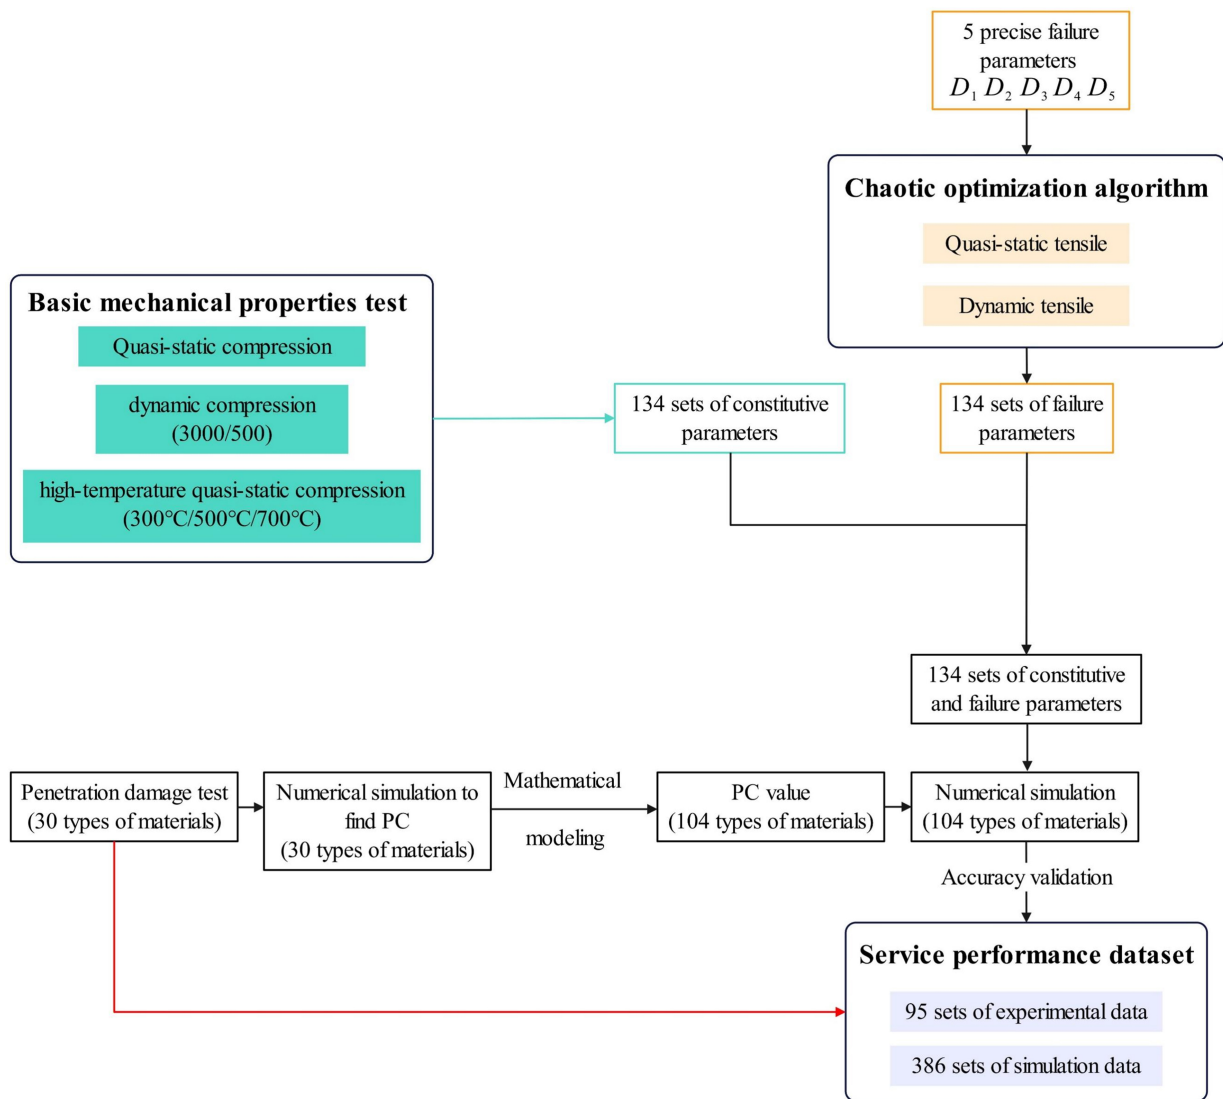 5 precise failure
parameters
D₁ D₂ D₃ D₄ D₅
Chaotic optimization algorithm
Quasi-static tensile
Dynamic tensile
Basic mechanical properties test
Quasi-static compression
dynamic compression
(3000/500)
high-temperature quasi-static compression
(300°C/500°C/700°C)
134 sets of constitutive
parameters
134 sets of failure
parameters
134 sets of constitutive
and failure parameters
Penetration damage test
(30 types of materials)
Numerical simulation to
find PC
(30 types of materials)
Mathematical
modeling
PC value
(104 types of materials)
Numerical simulation
(104 types of materials)
Accuracy validation
Service performance dataset
95 sets of experimental data
386 sets of simulation data